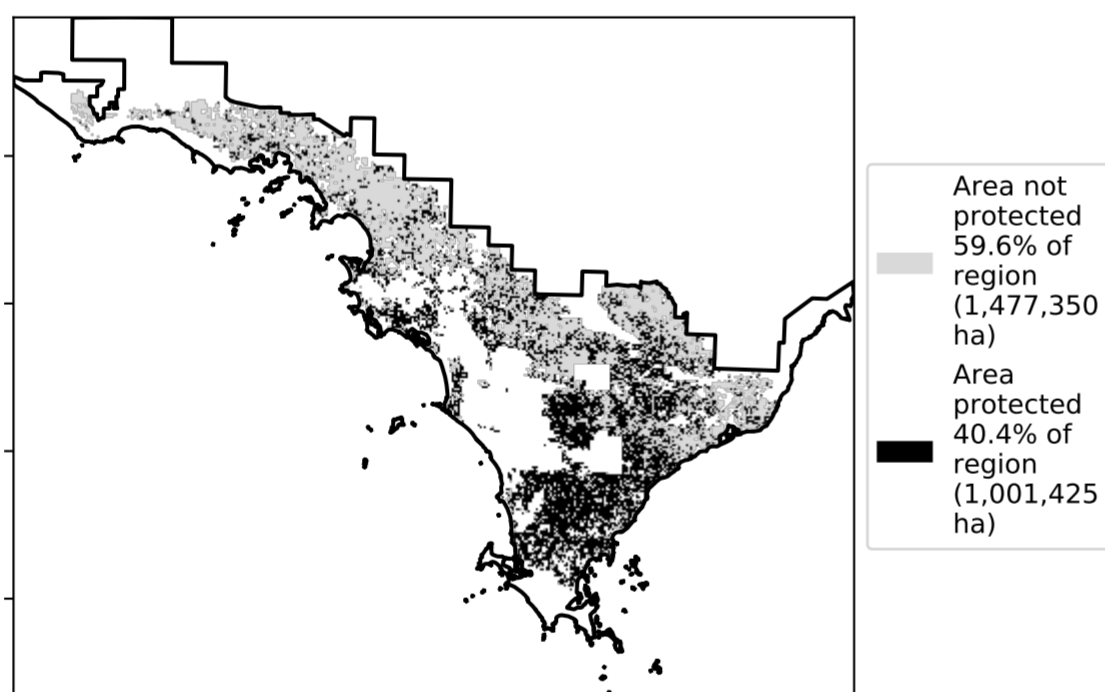 Area not
protected
59.6% of
region
(1,477,350
ha)
Area
protected
40.4% of
region
(1,001,425
ha)